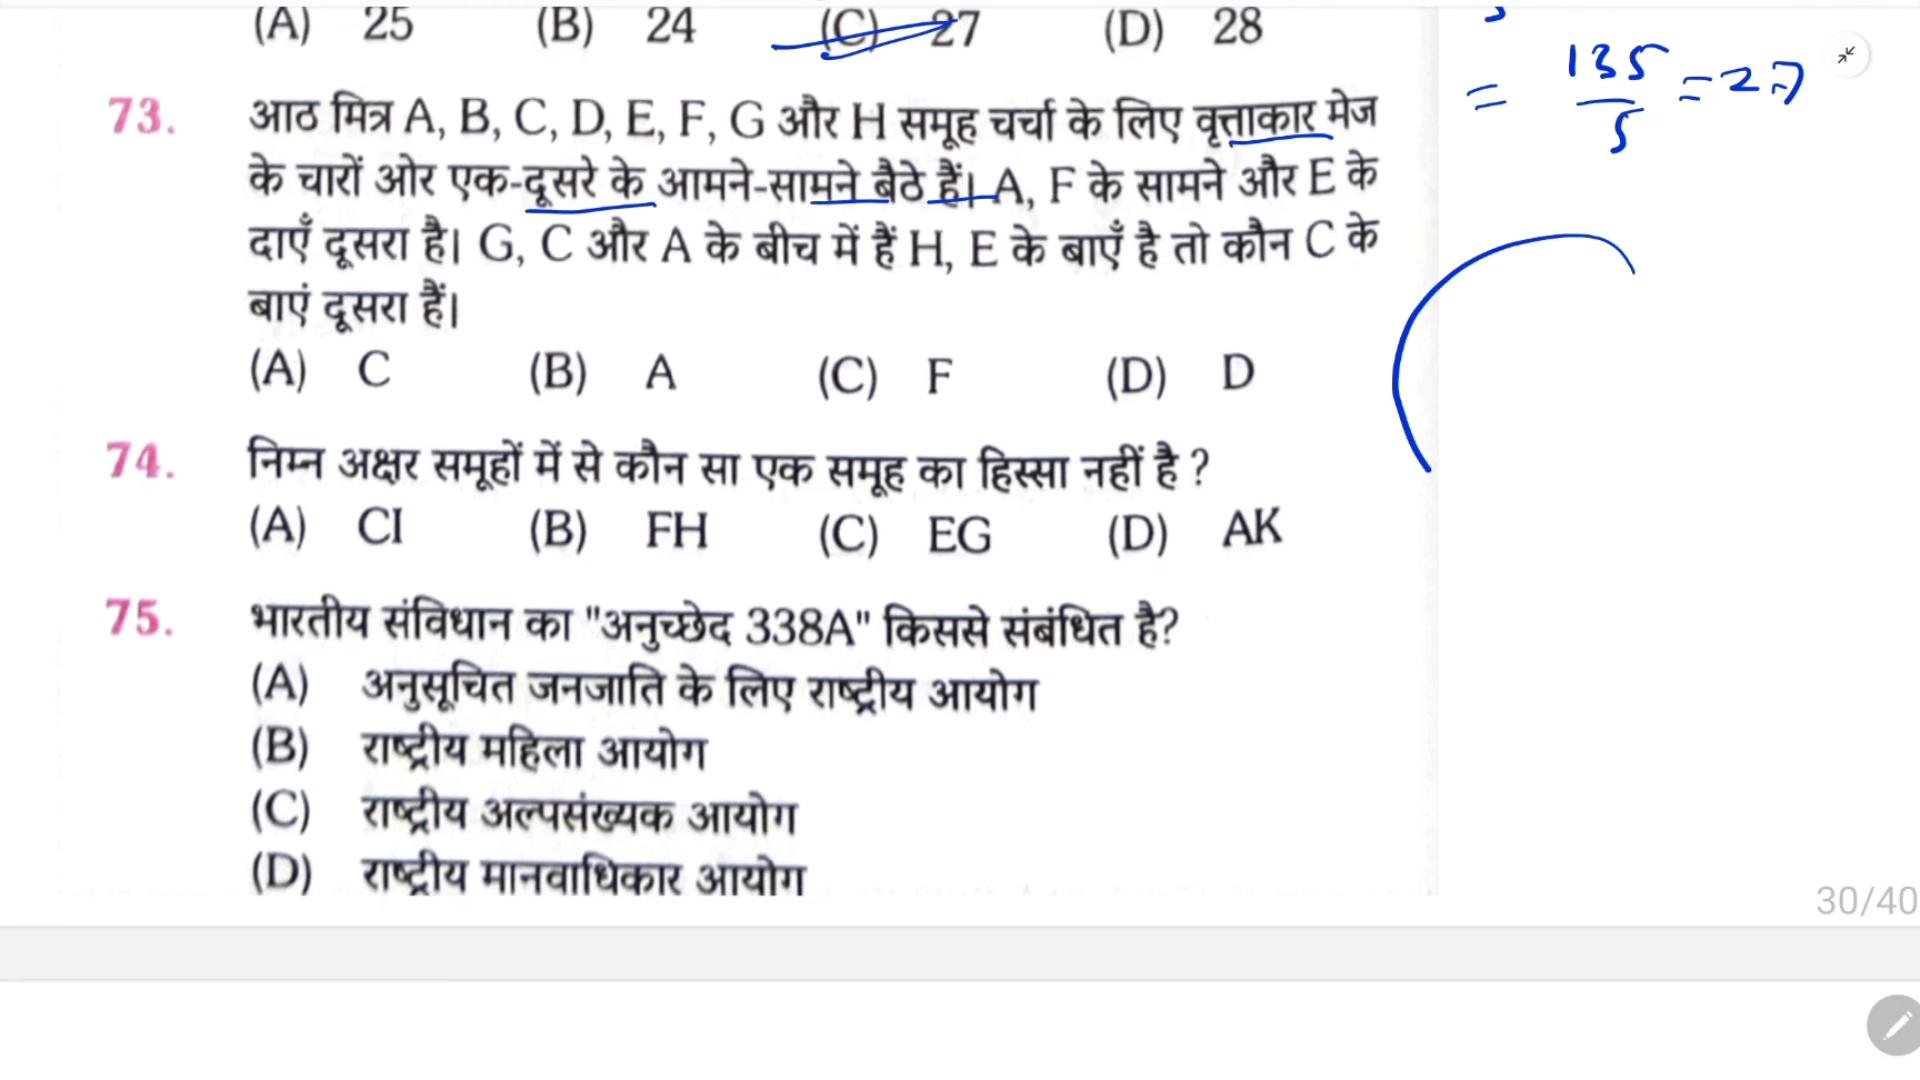 (A) 25 (B) 24 (C) 27 (D) 28
= 135/5 = 27
73. आठ मित्र A, B, C, D, E, F, G और H समूह चर्चा के लिए वृत्ताकार मेज
के चारों ओर एक-दूसरे के आमने-सामने बैठे हैं। A, F के सामने और E के
दाएँ दूसरा है। G, C और A के बीच में हैं H, E के बाएँ है तो कौन C के
बाएं दूसरा हैं।
(A) C (B) A (C) F (D) D
74. निम्न अक्षर समूहों में से कौन सा एक समूह का हिस्सा नहीं है ?
(A) CI (B) FH (C) EG (D) AK
75. भारतीय संविधान का "अनुच्छेद 338A" किससे संबंधित है?
(A) अनुसूचित जनजाति के लिए राष्ट्रीय आयोग
(B) राष्ट्रीय महिला आयोग
(C) राष्ट्रीय अल्पसंख्यक आयोग
(D) राष्ट्रीय मानवाधिकार आयोग
30/40